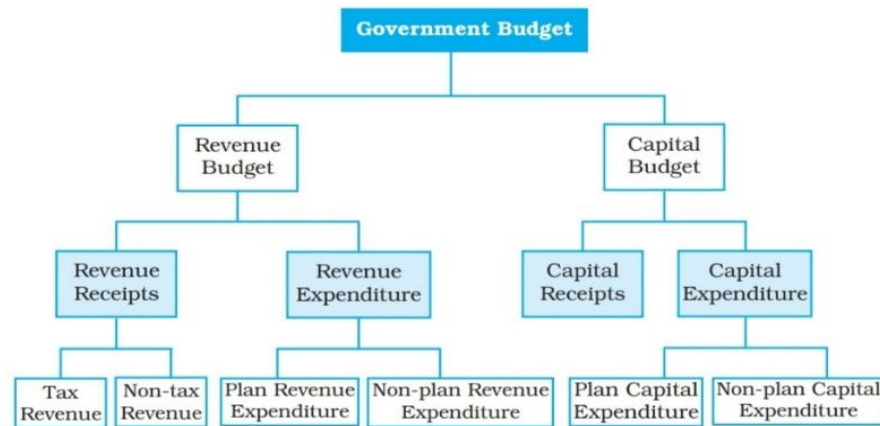 Government Budget
Revenue
Budget
Capital
Budget
Revenue
Receipts
Revenue
Expenditure
Capital
Receipts
Capital
Expenditure
Tax
Revenue
Non-tax
Revenue
Plan Revenue
Expenditure
Non-plan Revenue
Expenditure
Plan Capital
Expenditure
Non-plan Capital
Expenditure